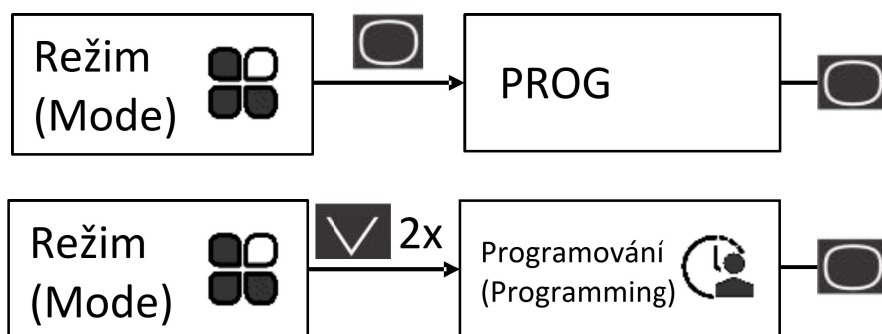 Režim
(Mode)
PROG
Režim
(Mode)
2x
Programování
(Programming)